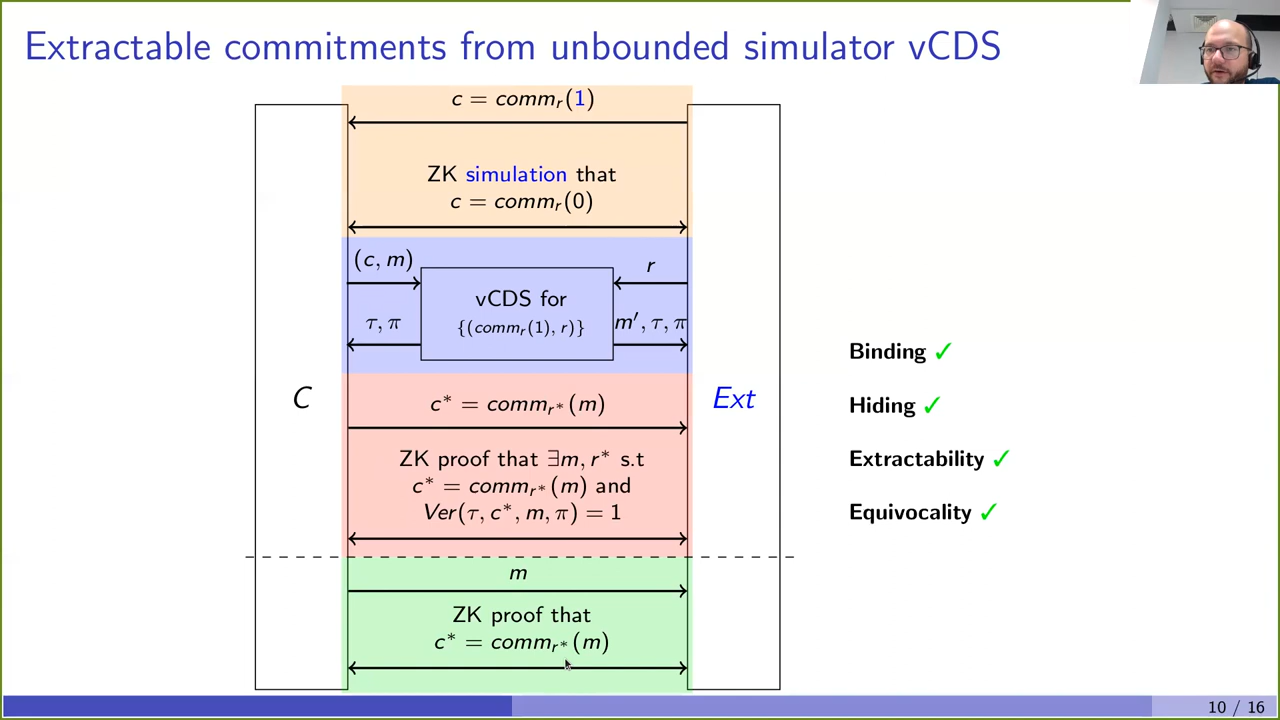 Extractable commitments from unbounded simulator vCDS
c = comm_r(1)
ZK simulation that
c = comm_r(0)
(c, m)
r
vCDS for
{(comm_r(1), r)}
τ, π
m′, τ, π
C
Ext
c* = comm_{r*}(m)
ZK proof that ∃m, r* s.t
c* = comm_{r*}(m) and
Ver(τ, c*, m, π) = 1
m
ZK proof that
c* = comm_{r*}(m)
Binding ✓
Hiding ✓
Extractability ✓
Equivocality ✓
10 / 16